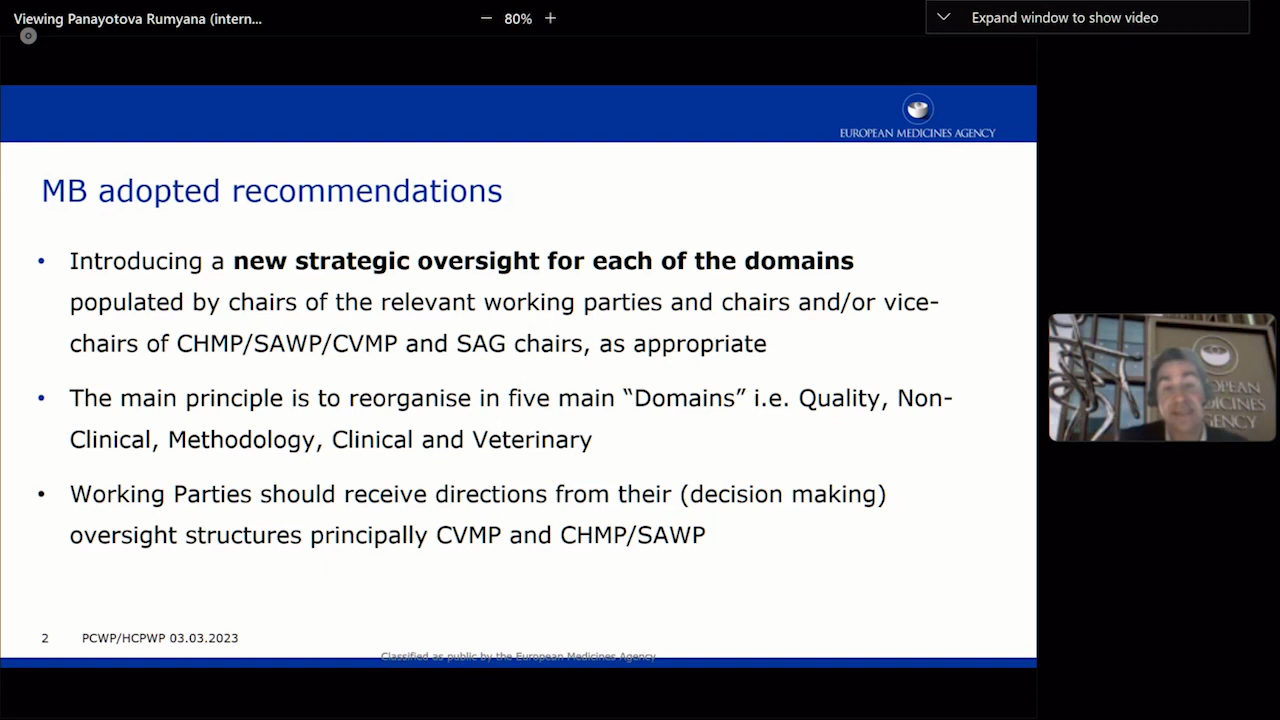 Viewing Panayotova Rumyana (intern...
80%
Expand window to show video
EUROPEAN MEDICINES AGENCY
MB adopted recommendations
• Introducing a new strategic oversight for each of the domains
populated by chairs of the relevant working parties and chairs and/or vice-
chairs of CHMP/SAWP/CVMP and SAG chairs, as appropriate
• The main principle is to reorganise in five main “Domains” i.e. Quality, Non-
Clinical, Methodology, Clinical and Veterinary
• Working Parties should receive directions from their (decision making)
oversight structures principally CVMP and CHMP/SAWP
2 PCWP/HCPWP 03.03.2023
Classified as public by the European Medicines Agency
AGENCY